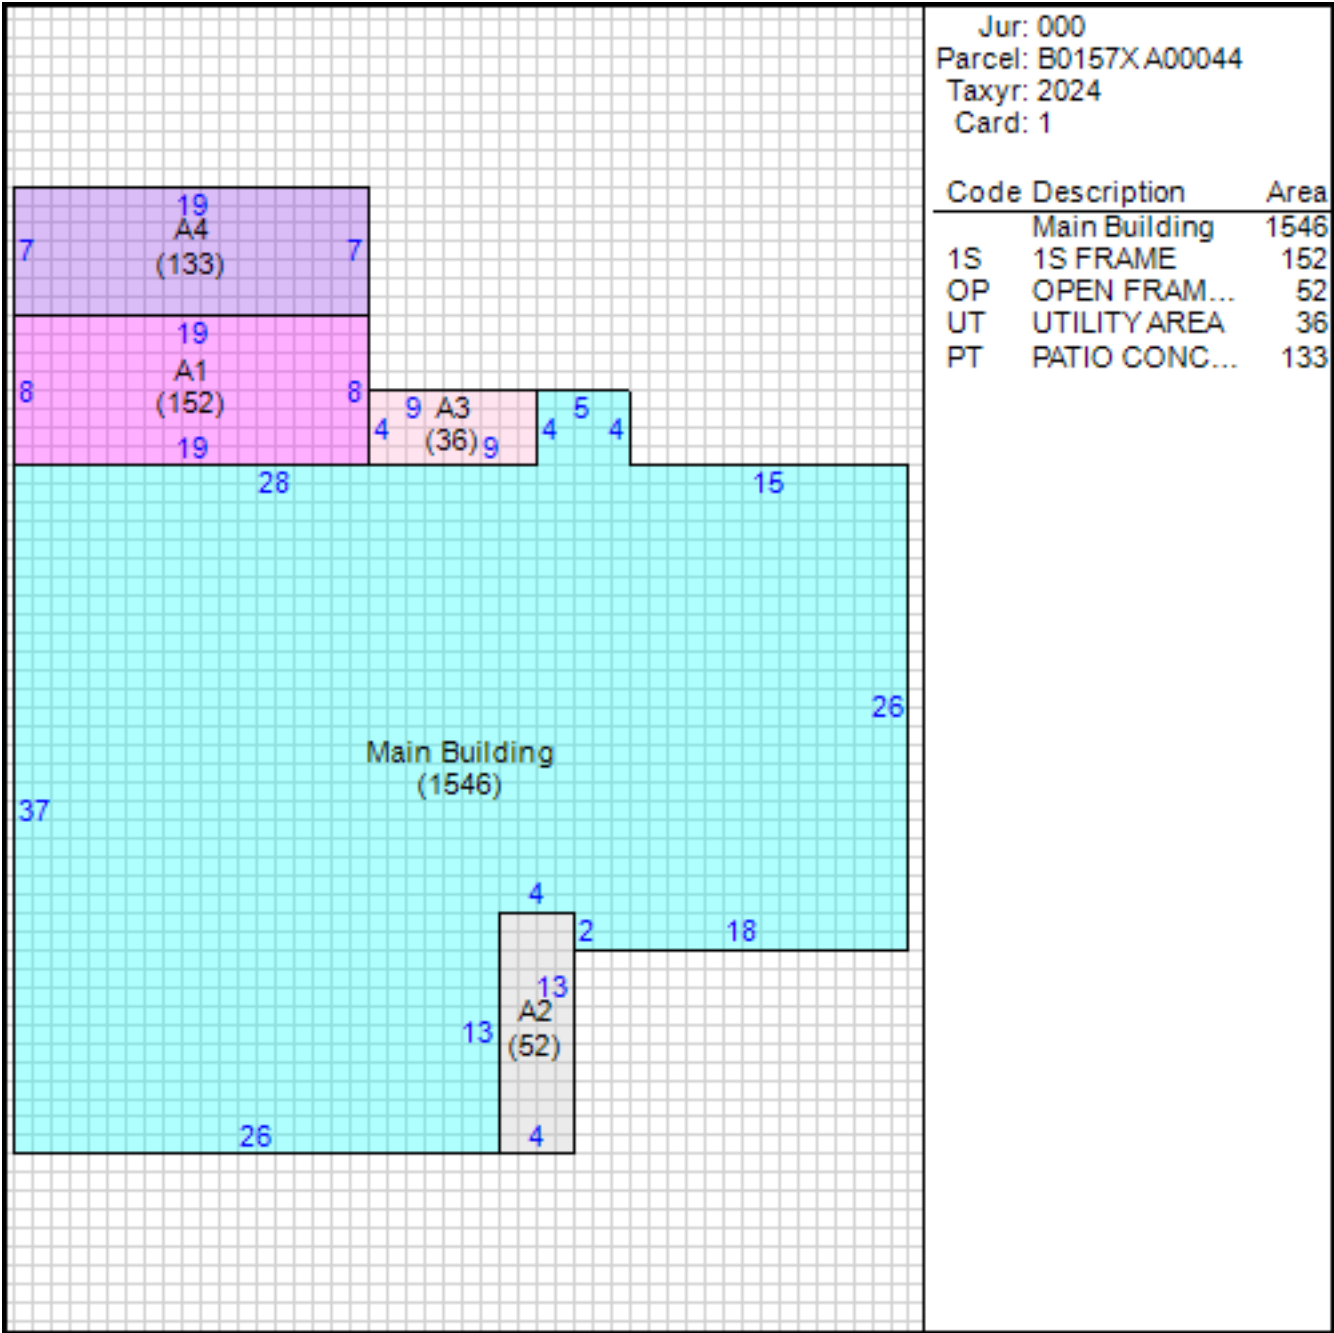 Jur: 000
Parcel: B0157X A00044
Taxyr: 2024
Card: 1
Code Description Area
Main Building 1546
1S 1S FRAME 152
OP OPEN FRAM... 52
UT UTILITY AREA 36
PT PATIO CONC... 133
19
A4
7 7
(133)
19
A1
8 8
(152)
19
9 A3
4 (36) 9
5
4 4
28
15
26
Main Building
(1546)
37
4
2 18
13
A2
13 (52)
26
4